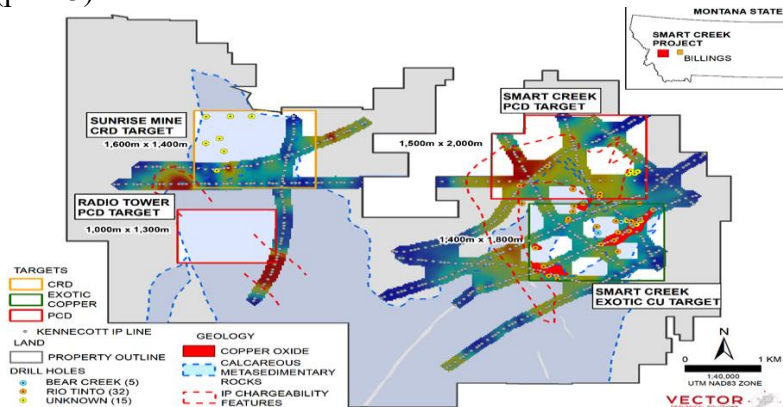 MONTANA STATE
SMART CREEK
PROJECT
BILLINGS
SUNRISE MINE
CRD TARGET
1,600m x 1,400m
SMART CREEK
PCD TARGET
1,500m x 2,000m
RADIO TOWER
PCD TARGET
1,000m x 1,300m
1,400m x 1,800m
SMART CREEK
EXOTIC CU TARGET
TARGETS
CRD
EXOTIC
COPPER
PCD
KENNECOTT IP LINE
LAND
PROPERTY OUTLINE
DRILL HOLES
BEAR CREEK (5)
RIO TINTO (32)
UNKNOWN (15)
GEOLOGY
COPPER OXIDE
CALCAREOUS
METASEDIMENTARY
ROCKS
IP CHARGEABILITY
FEATURES
N
0 1 KM
1:40,000
UTM NAD83 ZONE
VECTOR